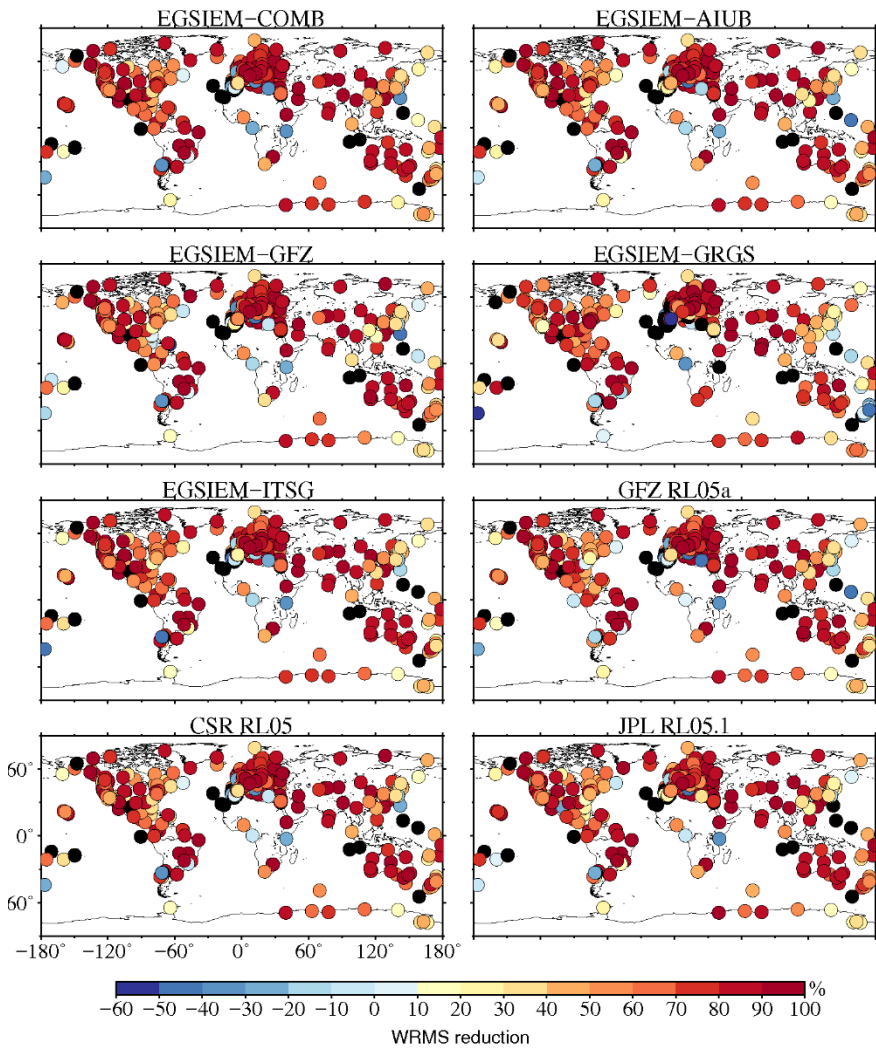 EGSIEM−COMB EGSIEM−AIUB
EGSIEM−GFZ EGSIEM−GRGS
EGSIEM−ITSG GFZ RL05a
CSR RL05 JPL RL05.1
60˚
0˚
60˚
−180˚ −120˚ −60˚ 0˚ 60˚ 120˚ 180˚
%
−60 −50 −40 −30 −20 −10 0 10 20 30 40 50 60 70 80 90 100
WRMS reduction